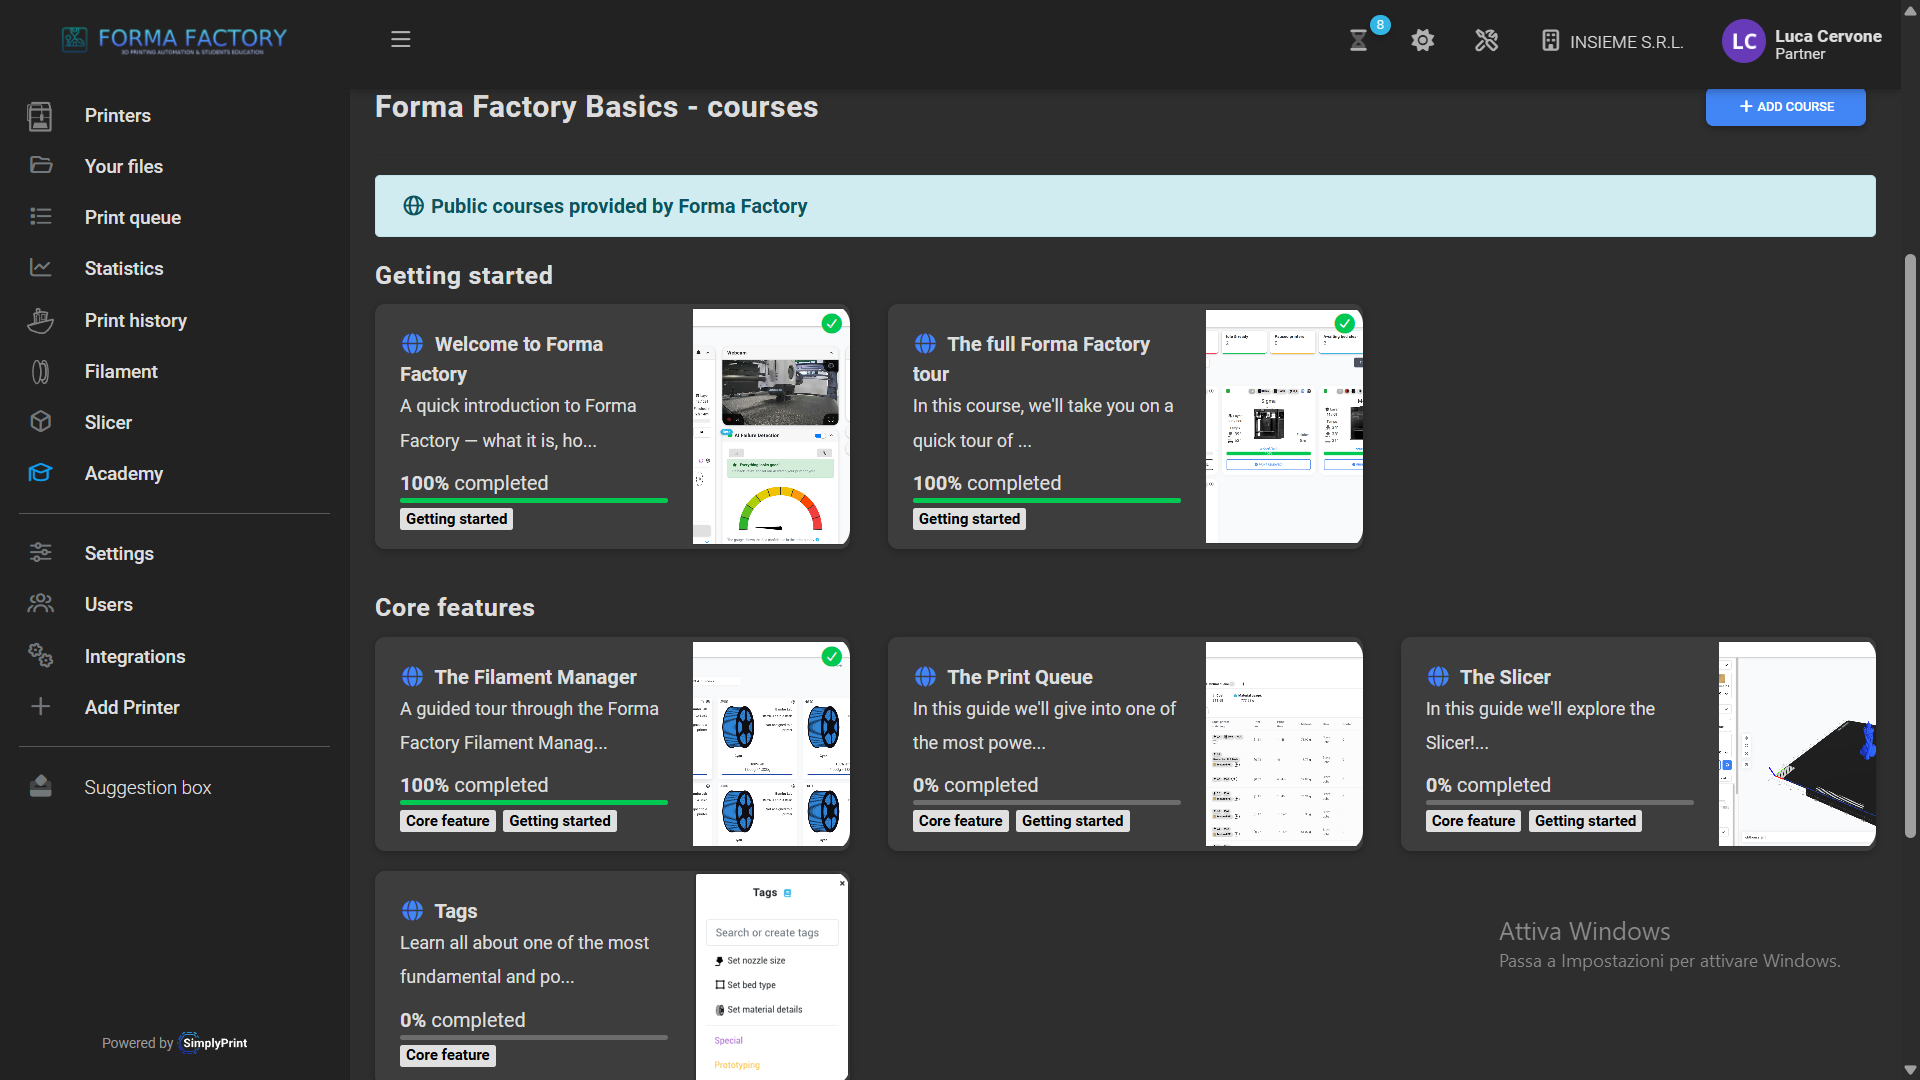 FORMA FACTORY
3D PRINTING AUTOMATION & STUDENTS EDUCATION
8
INSIEME S.R.L.
LC
Luca Cervone
Partner
Printers
Your files
Print queue
Statistics
Print history
Filament
Slicer
Academy
Settings
Users
Integrations
Add Printer
Suggestion box
Powered by SimplyPrint
Forma Factory Basics - courses
+ ADD COURSE
Public courses provided by Forma Factory
Getting started
Welcome to Forma
Factory
A quick introduction to Forma
Factory — what it is, ho...
100% completed
Getting started
Webcam
AI Failure Detection
Everything looks good!
The full Forma Factory
tour
In this course, we'll take you on a
quick tour of ...
100% completed
Getting started
Sigma
Core features
The Filament Manager
A guided tour through the Forma
Factory Filament Manag...
100% completed
Core feature
Getting started
The Print Queue
In this guide we'll give into one of
the most powe...
0% completed
Core feature
Getting started
The Slicer
In this guide we'll explore the
Slicer!...
0% completed
Core feature
Getting started
Tags
Learn all about one of the most
fundamental and po...
0% completed
Core feature
Tags
Search or create tags
Set nozzle size
Set bed type
Set material details
Special
Prototyping
Attiva Windows
Passa a Impostazioni per attivare Windows.